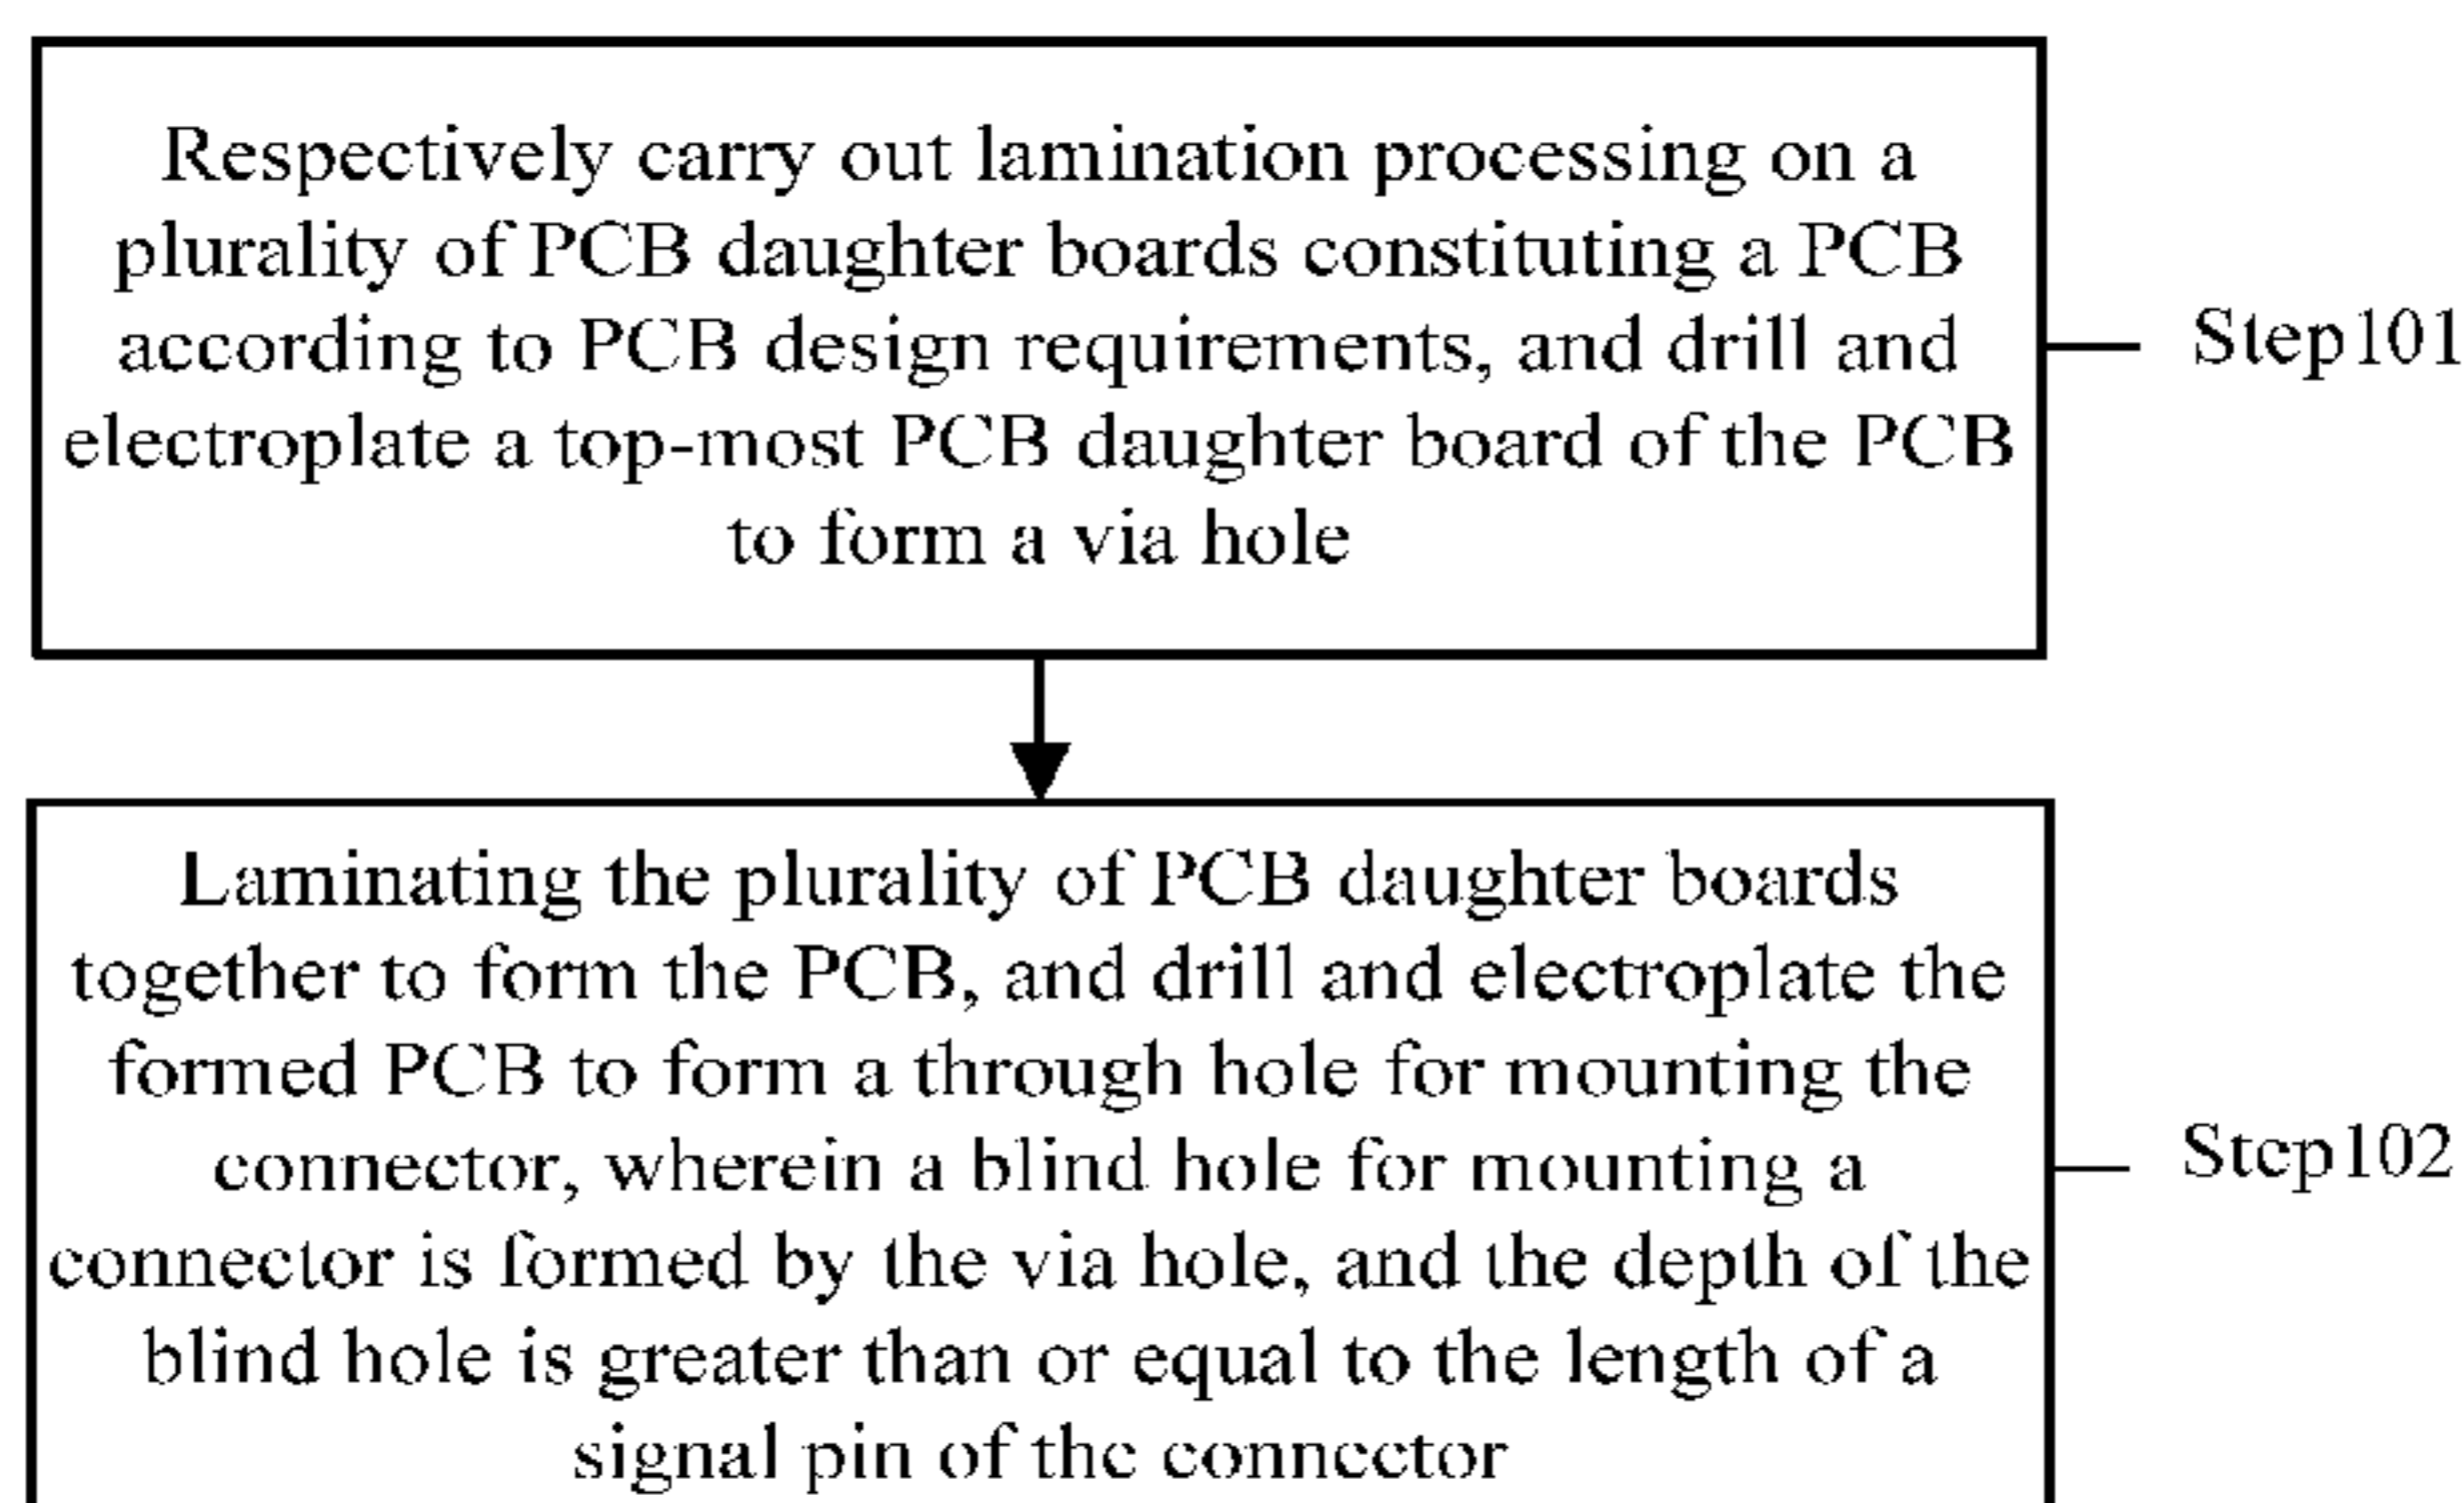 Respectively carry out lamination processing on a
plurality of PCB daughter boards constituting a PCB
according to PCB design requirements, and drill and
electroplate a top-most PCB daughter board of the PCB
to form a via hole
Step101
Laminating the plurality of PCB daughter boards
together to form the PCB, and drill and electroplate the
formed PCB to form a through hole for mounting the
connector, wherein a blind hole for mounting a
connector is formed by the via hole, and the depth of the
blind hole is greater than or equal to the length of a
signal pin of the connector
Step102